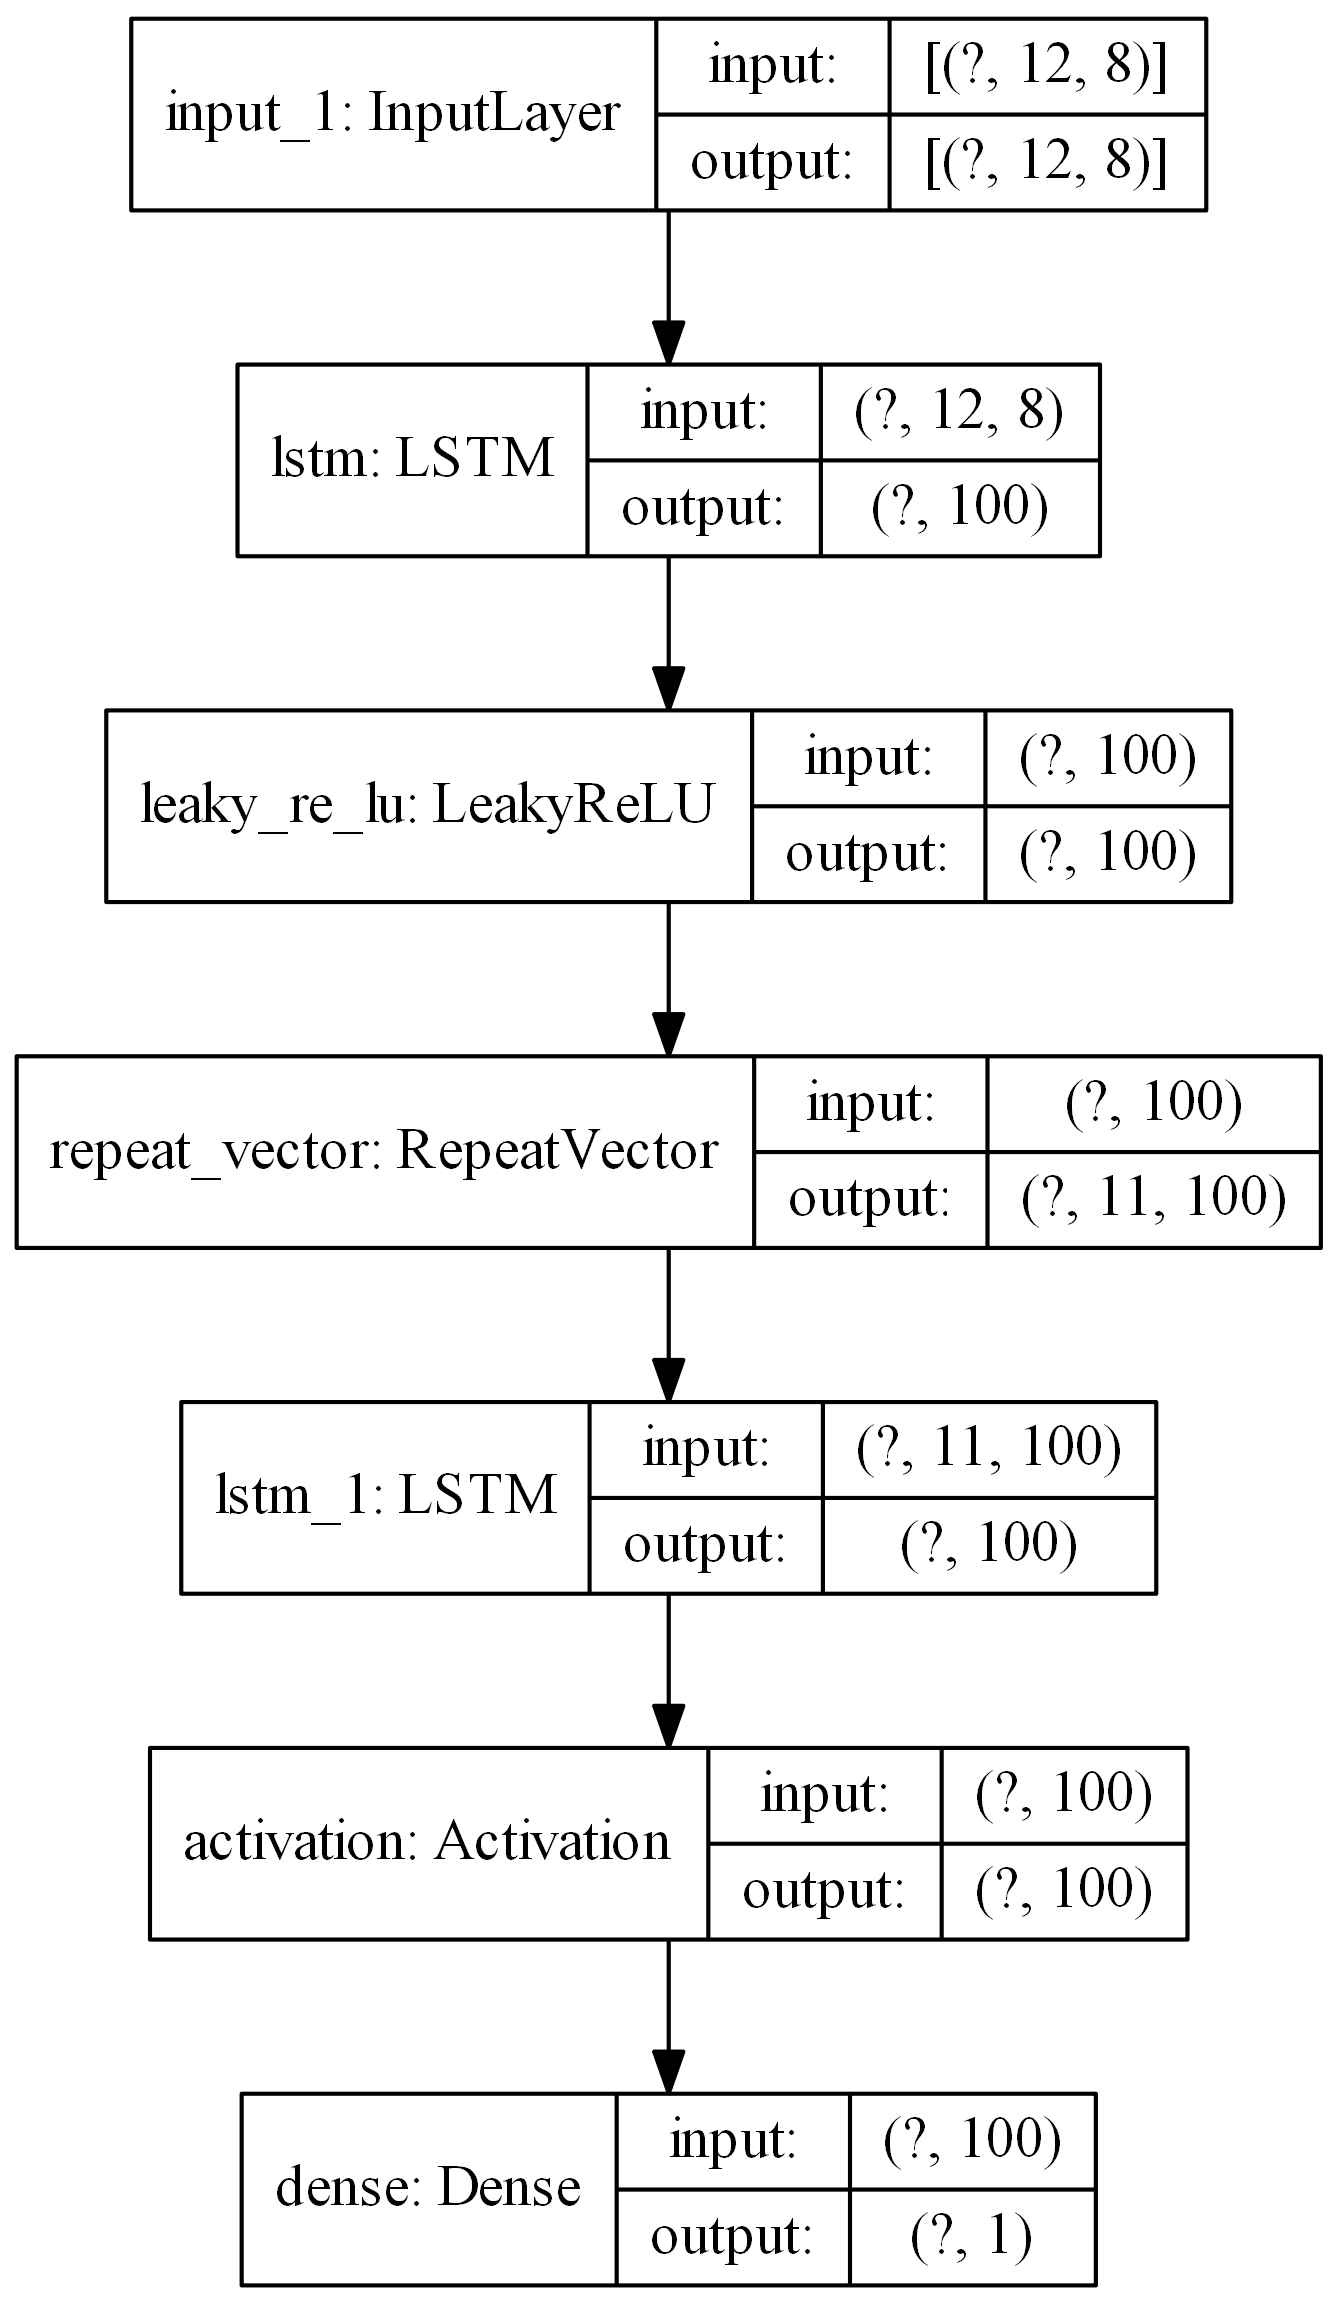 input_1: InputLayer
input: [(?, 12, 8)]
output: [(?, 12, 8)]
lstm: LSTM
input: (?, 12, 8)
output: (?, 100)
leaky_re_lu: LeakyReLU
input: (?, 100)
output: (?, 100)
repeat_vector: RepeatVector
input: (?, 100)
output: (?, 11, 100)
lstm_1: LSTM
input: (?, 11, 100)
output: (?, 100)
activation: Activation
input: (?, 100)
output: (?, 100)
dense: Dense
input: (?, 100)
output: (?, 1)